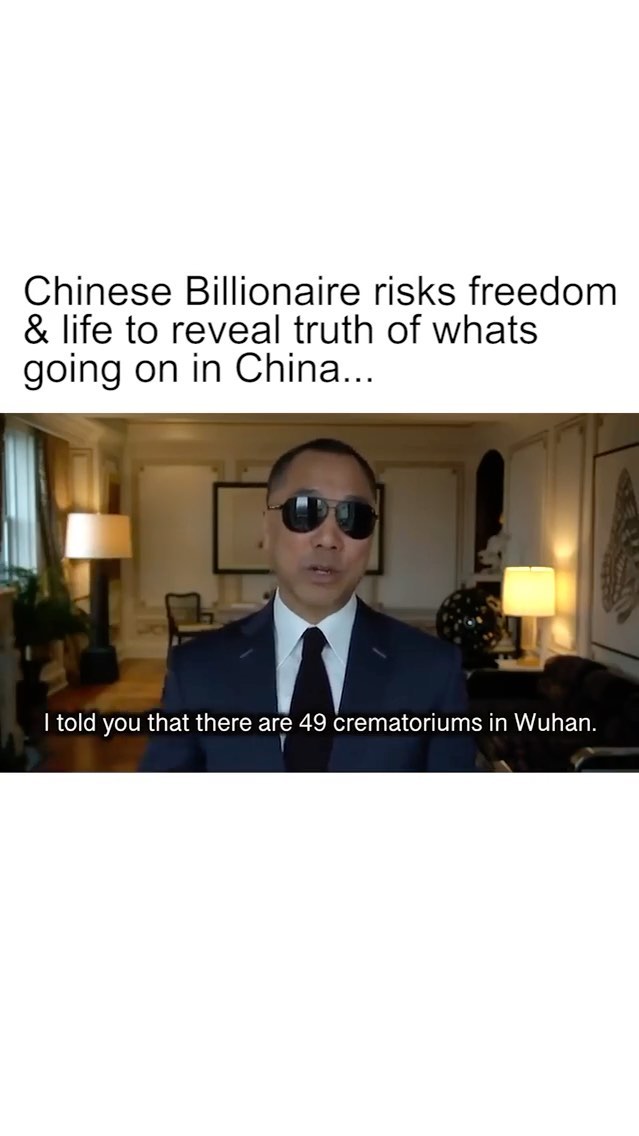 Chinese Billionaire risks freedom
& life to reveal truth of whats
going on in China...
I told you that there are 49 crematoriums in Wuhan.